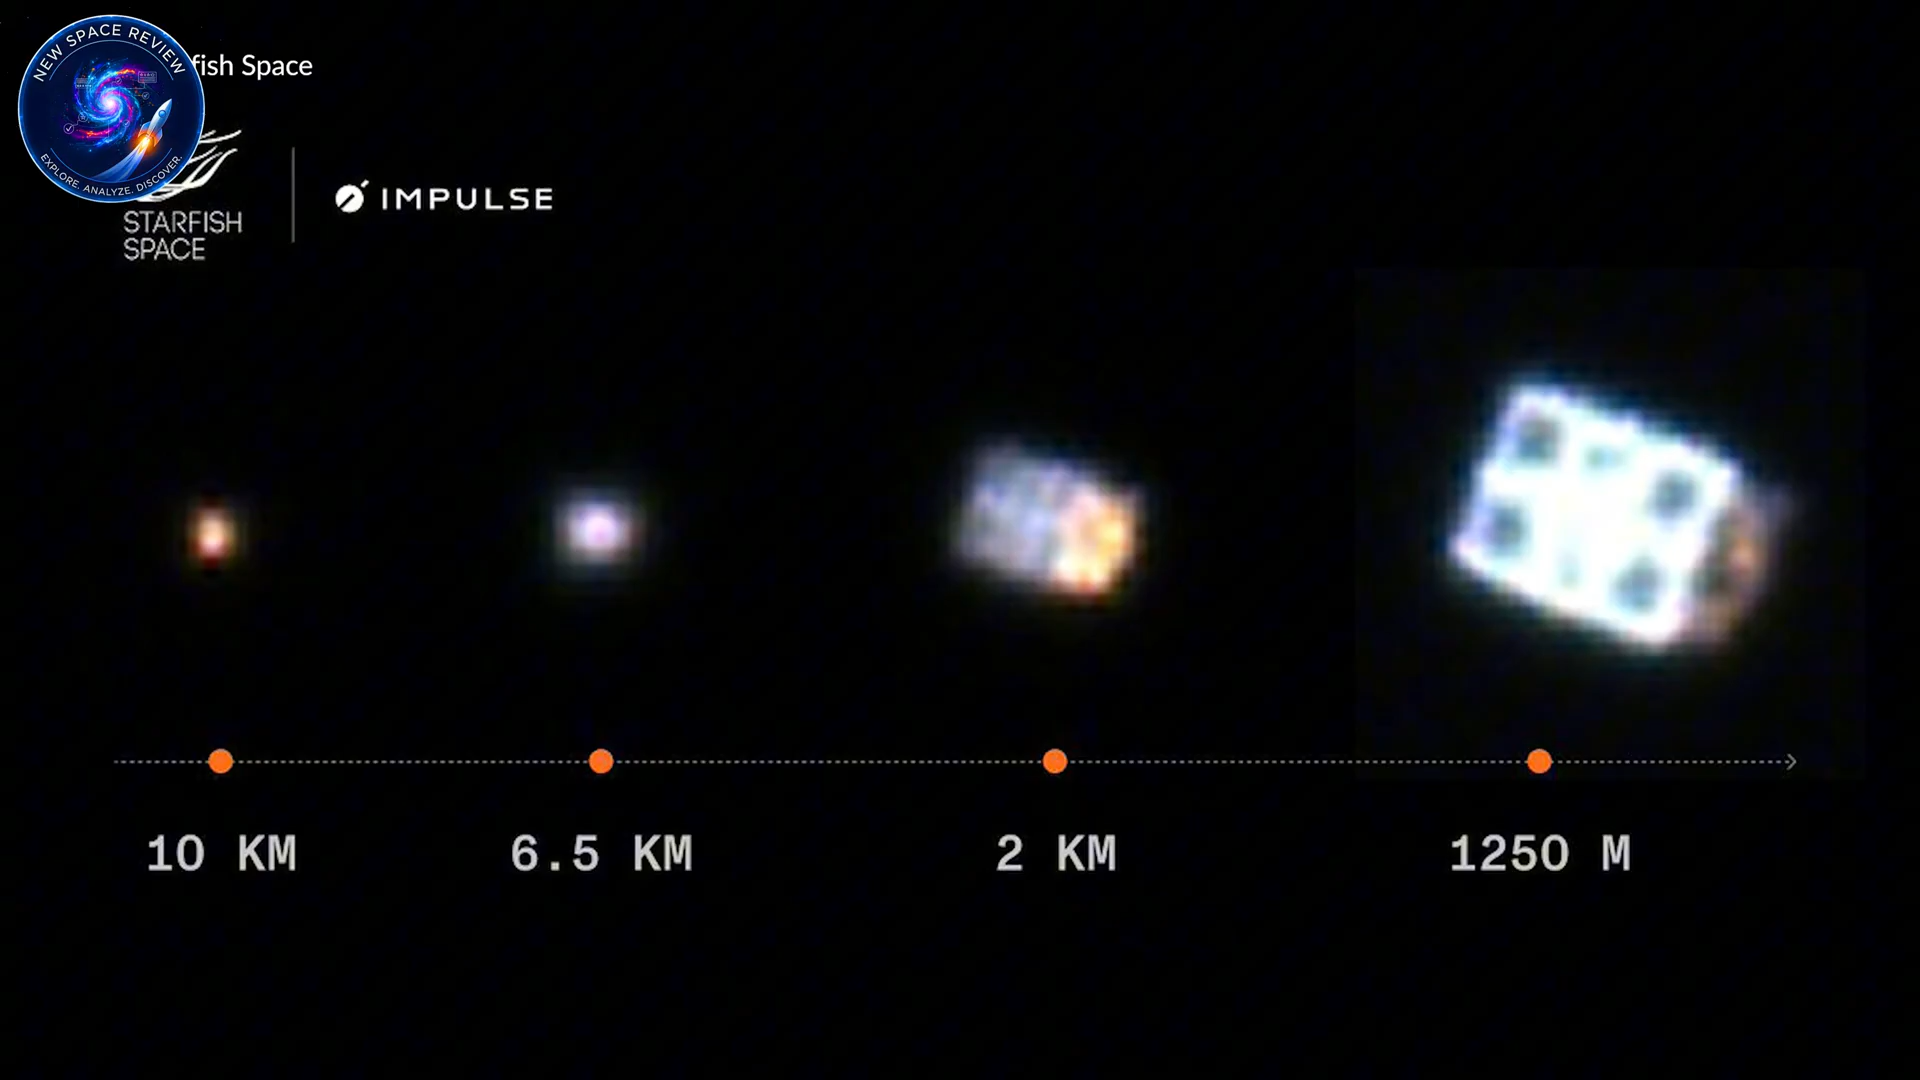 NEW SPACE REVIEW
EXPLORE. ANALYZE. DISCOVER.
fish Space
STARFISH
SPACE
IMPULSE
10 KM
6.5 KM
2 KM
1250 M